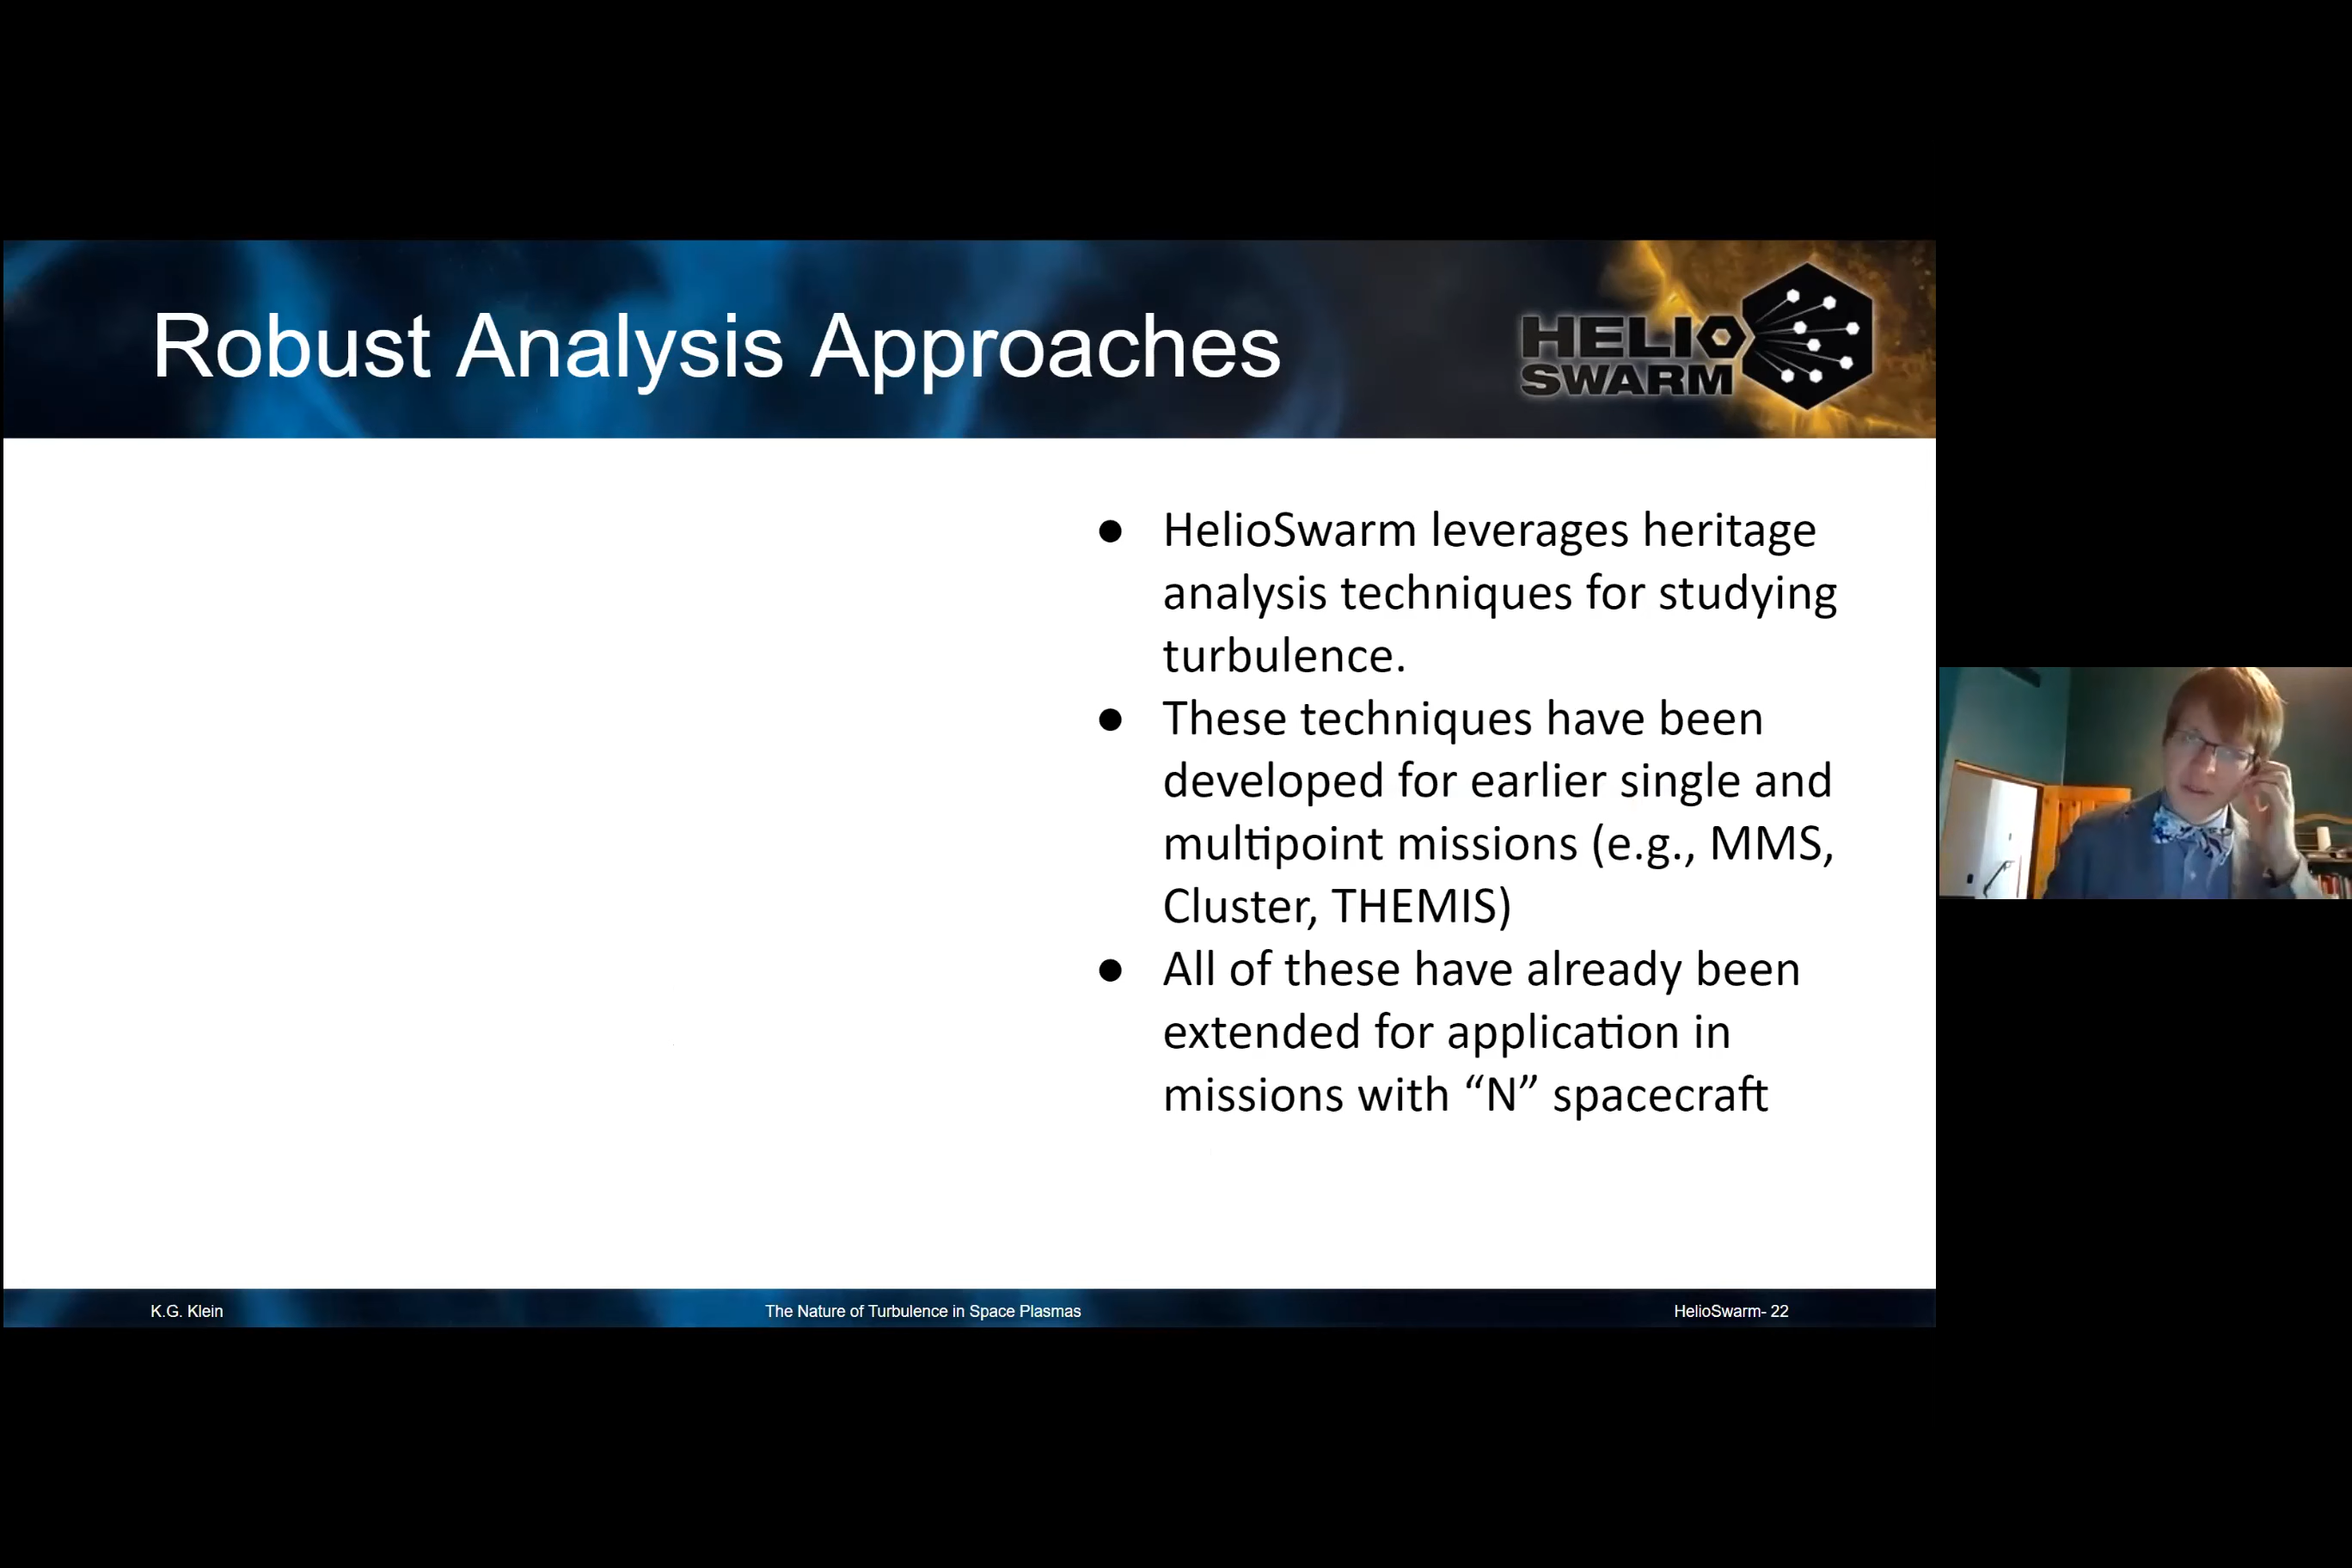 Robust Analysis Approaches
HELIO
SWARM
● HelioSwarm leverages heritage
analysis techniques for studying
turbulence.
● These techniques have been
developed for earlier single and
multipoint missions (e.g., MMS,
Cluster, THEMIS)
● All of these have already been
extended for application in
missions with “N” spacecraft
K.G. Klein
The Nature of Turbulence in Space Plasmas
HelioSwarm- 22